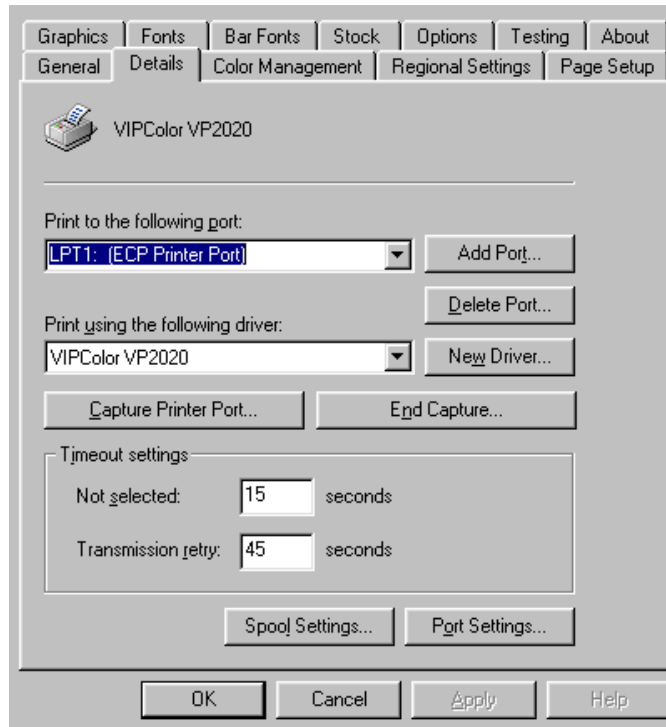 Graphics Fonts Bar Fonts Stock Options Testing About
General Details Color Management Regional Settings Page Setup
VIPColor VP2020
Print to the following port:
LPT1: (ECP Printer Port) Add Port...
Delete Port...
Print using the following driver:
VIPColor VP2020 New Driver...
Capture Printer Port... End Capture...
Timeout settings
Not selected: 15 seconds
Transmission retry: 45 seconds
Spool Settings... Port Settings...
OK Cancel Apply Help